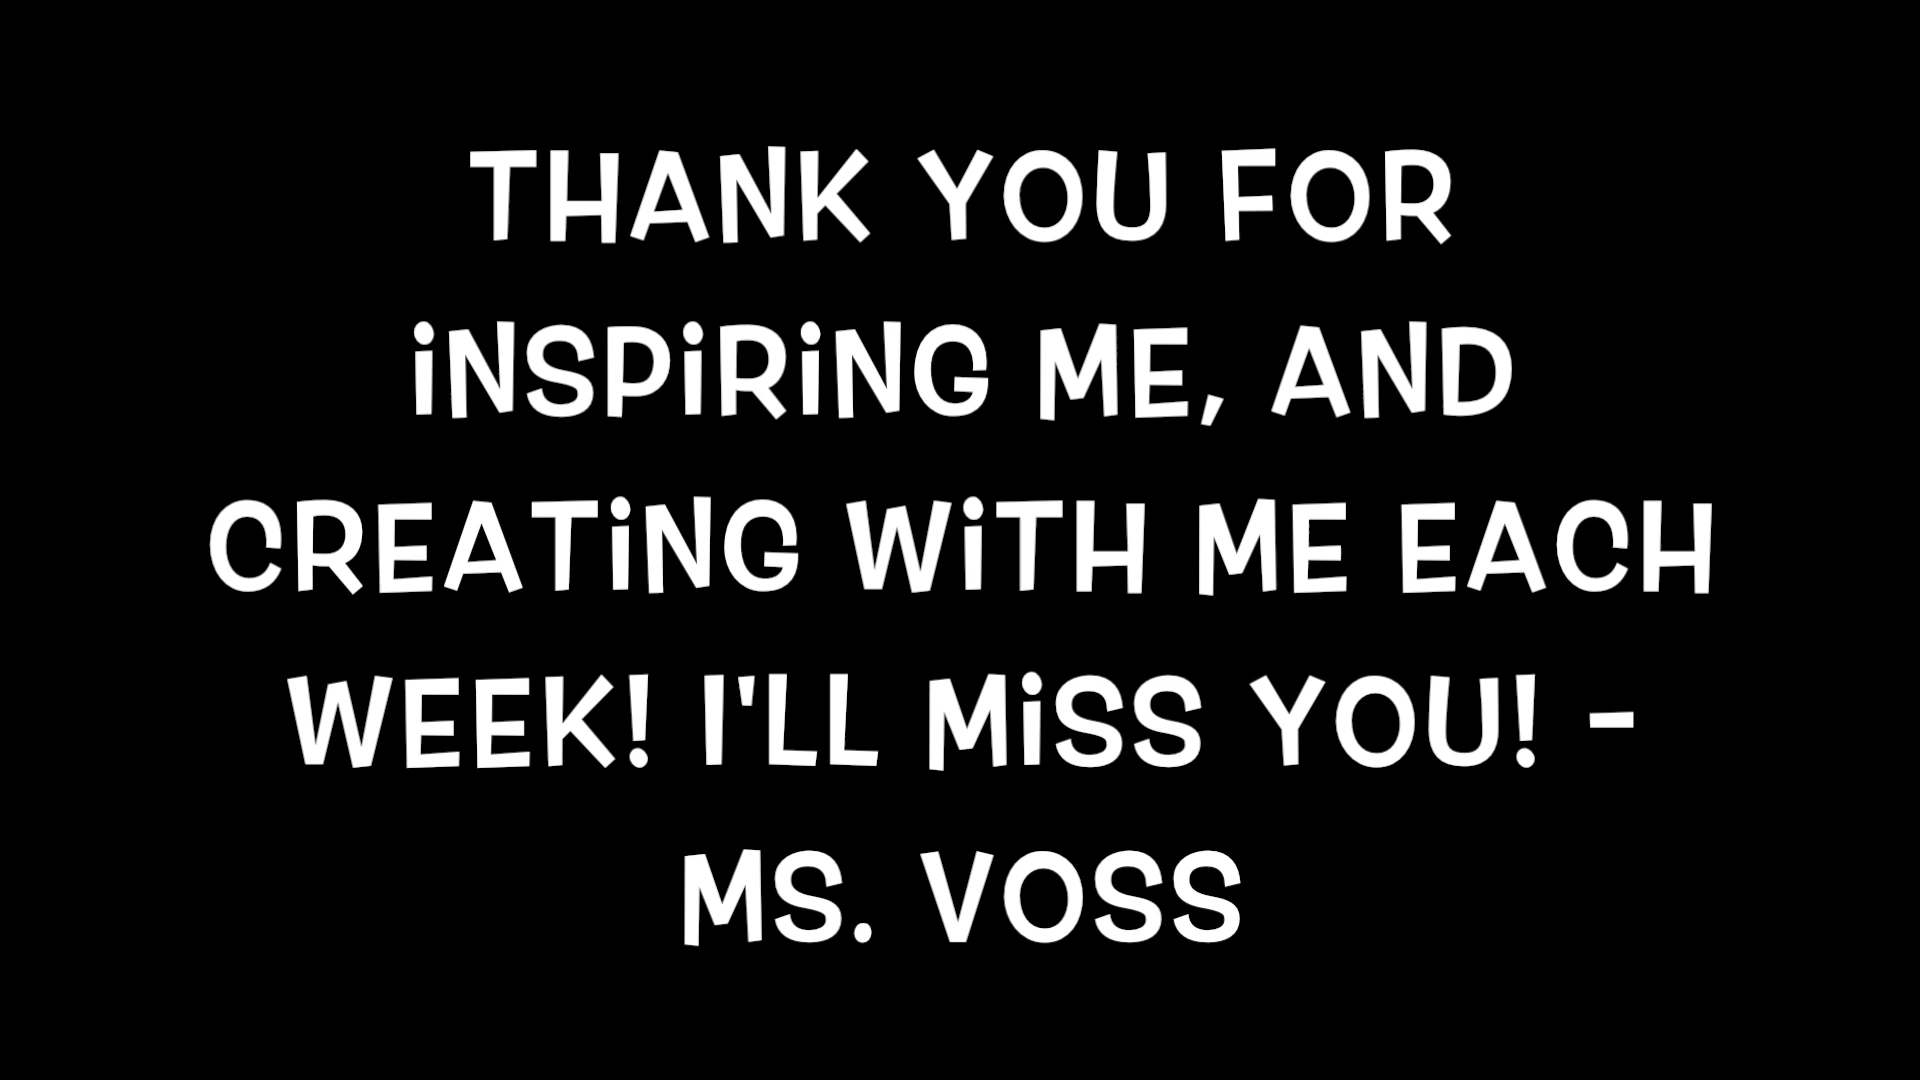 THANK YOU FOR
iNSPiRiNG ME, AND
CREATiNG WiTH ME EACH
WEEK! I'LL MiSS YOU! -
MS. VOSS